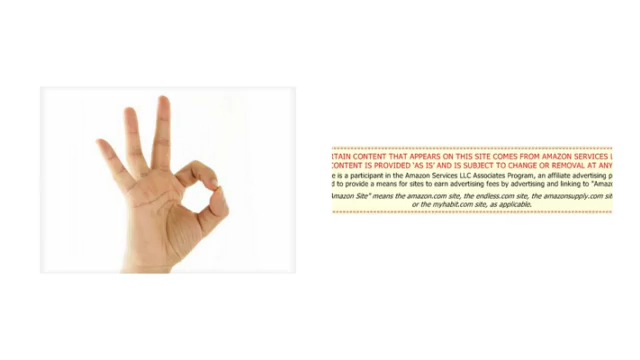 TAIN CONTENT THAT APPEARS ON THIS SITE COMES FROM AMAZON SERVICES L
CONTENT IS PROVIDED 'AS IS' AND IS SUBJECT TO CHANGE OR REMOVAL AT ANY
e is a participant in the Amazon Services LLC Associates Program, an affiliate advertising p
d to provide a means for sites to earn advertising fees by advertising and linking to "Amazo
Amazon Site" means the amazon.com site, the endless.com site, the amazonsupply.com sit
or the myhabit.com site, as applicable.